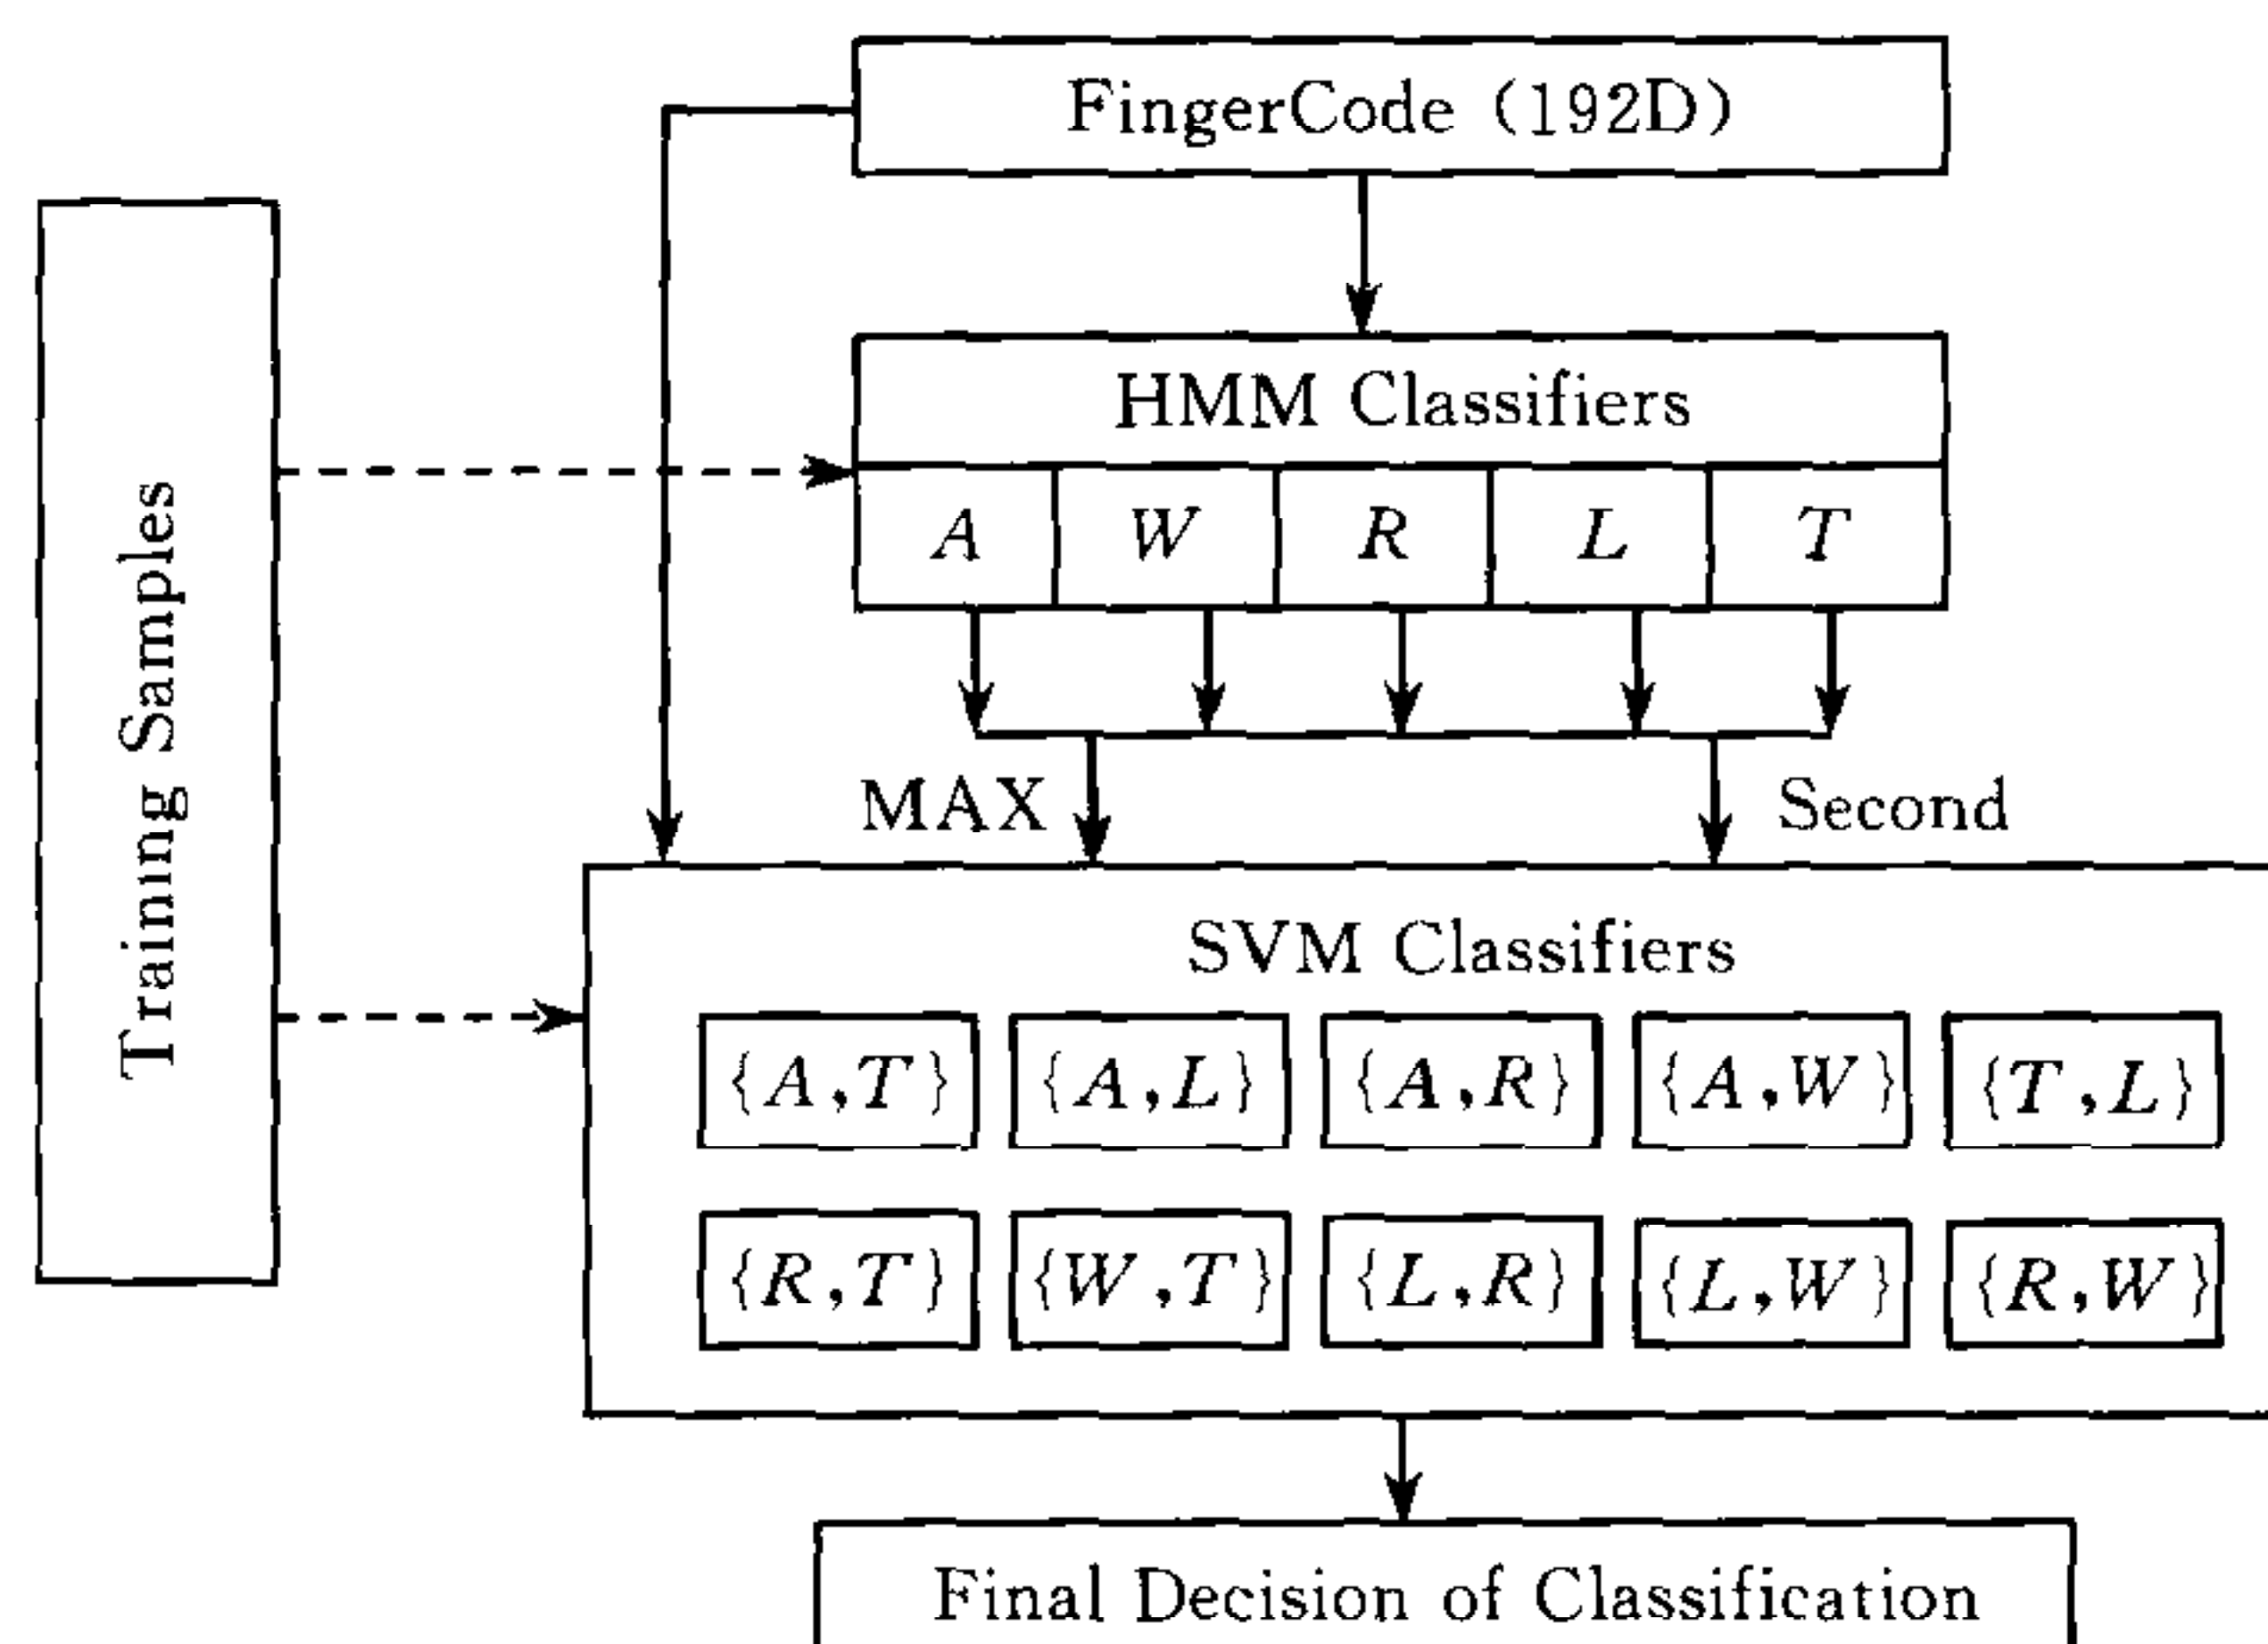 FingerCode (192D)
Training Samples
HMM Classifiers
A W R L T
MAX Second
SVM Classifiers
{A,T} {A,L} {A,R} {A,W} {T,L}
{R,T} {W,T} {L,R} {L,W} {R,W}
Final Decision of Classification